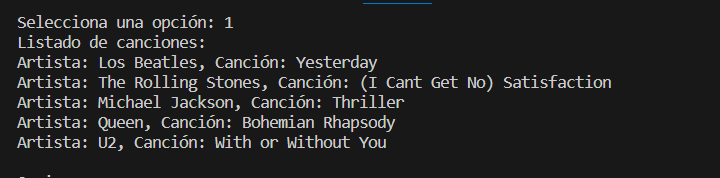 Selecciona una opción: 1
Listado de canciones:
Artista: Los Beatles, Canción: Yesterday
Artista: The Rolling Stones, Canción: (I Cant Get No) Satisfaction
Artista: Michael Jackson, Canción: Thriller
Artista: Queen, Canción: Bohemian Rhapsody
Artista: U2, Canción: With or Without You